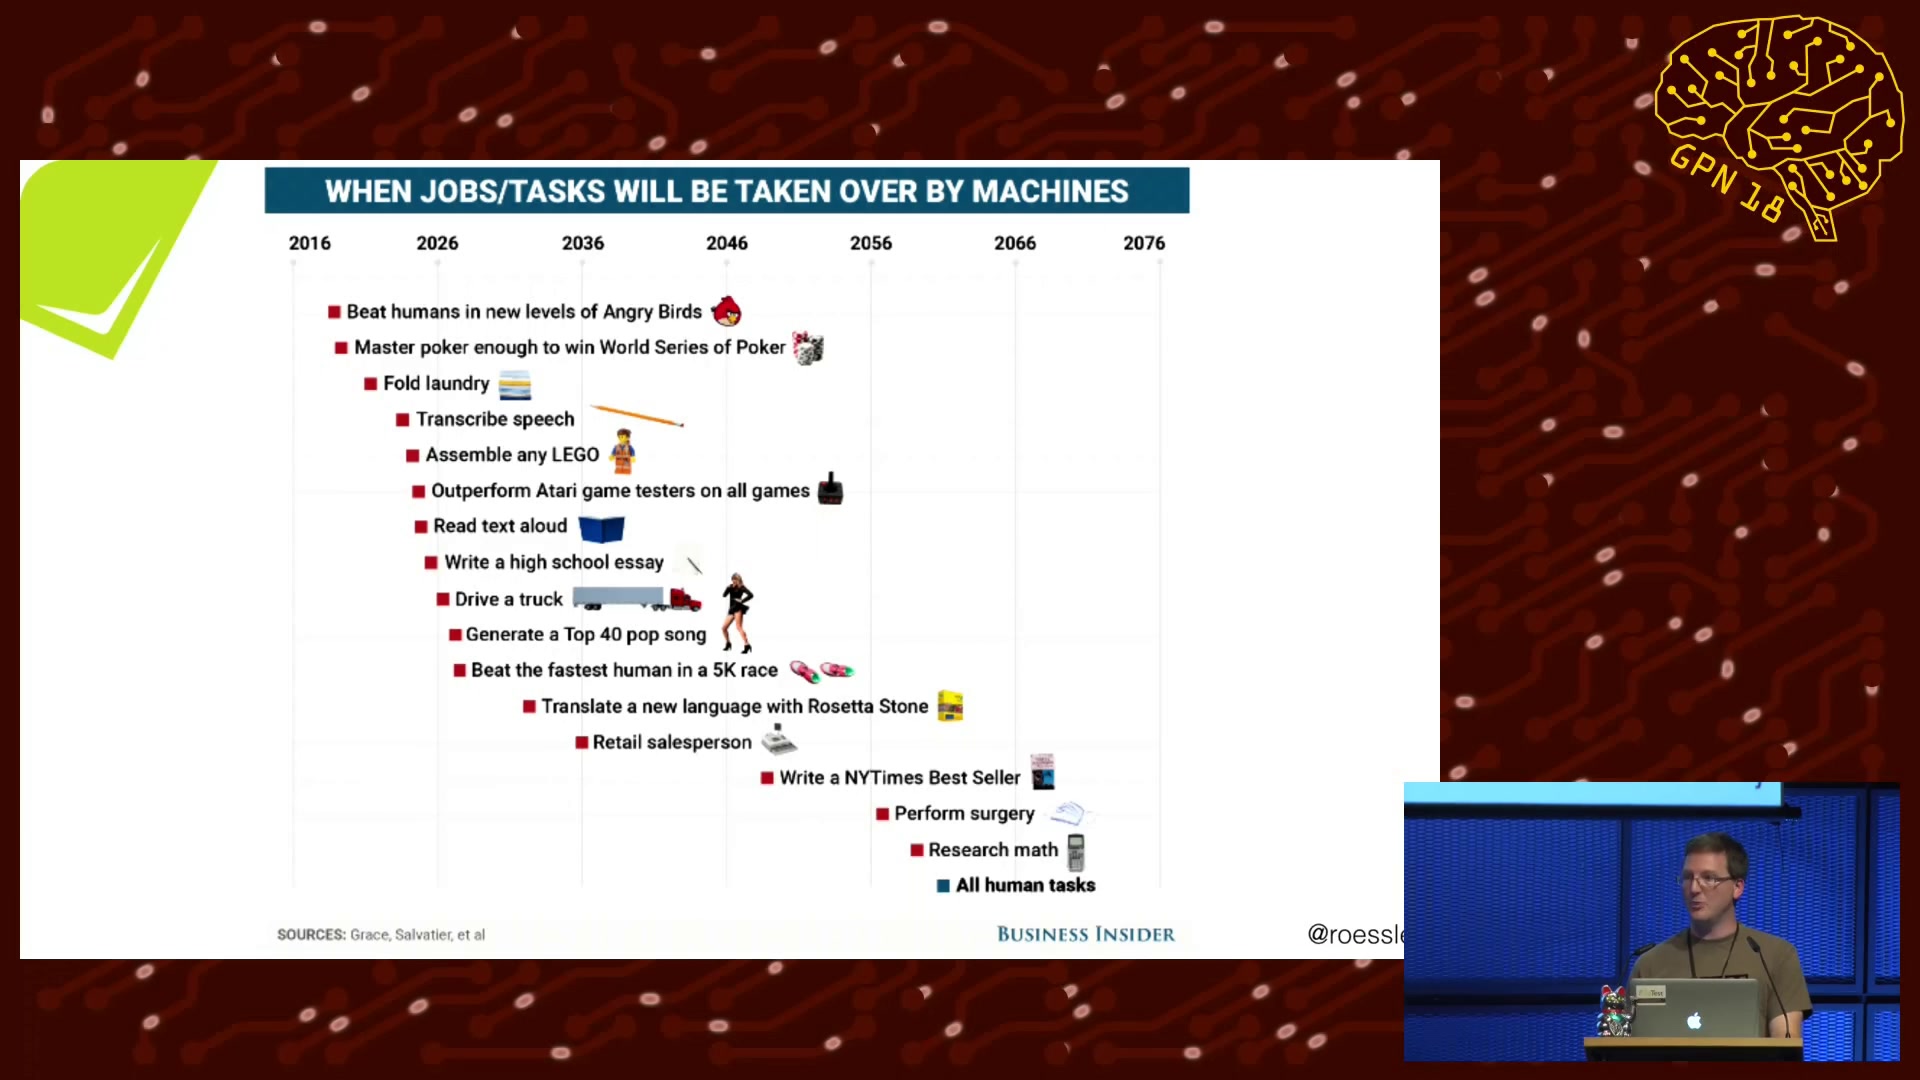 GPN 18
WHEN JOBS/TASKS WILL BE TAKEN OVER BY MACHINES
2016 2026 2036 2046 2056 2066 2076
Beat humans in new levels of Angry Birds
Master poker enough to win World Series of Poker
Fold laundry
Transcribe speech
Assemble any LEGO
Outperform Atari game testers on all games
Read text aloud
Write a high school essay
Drive a truck
Generate a Top 40 pop song
Beat the fastest human in a 5K race
Translate a new language with Rosetta Stone
Retail salesperson
Write a NYTimes Best Seller
Perform surgery
Research math
All human tasks
SOURCES: Grace, Salvatier, et al
BUSINESS INSIDER
@roessle